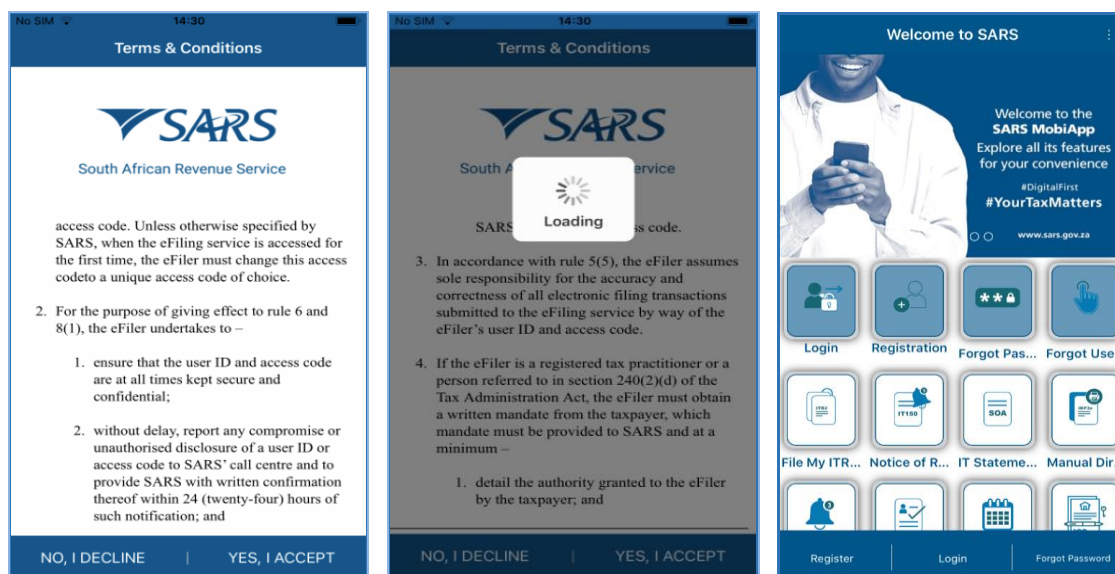 No SIM 14:30
Terms & Conditions
SARS
South African Revenue Service
access code. Unless otherwise specified by
SARS, when the eFiling service is accessed for
the first time, the eFiler must change this access
codeto a unique access code of choice.
2. For the purpose of giving effect to rule 6 and
8(1), the eFiler undertakes to –
1. ensure that the user ID and access code
are at all times kept secure and
confidential;
2. without delay, report any compromise or
unauthorised disclosure of a user ID or
access code to SARS' call centre and to
provide SARS with written confirmation
thereof within 24 (twenty-four) hours of
such notification; and
NO, I DECLINE | YES, I ACCEPT
No SIM 14:30
Terms & Conditions
SARS
South A ervice
Loading
SARS ss code.
3. In accordance with rule 5(5), the eFiler assumes
sole responsibility for the accuracy and
correctness of all electronic filing transactions
submitted to the eFiling service by way of the
eFiler's user ID and access code.
4. If the eFiler is a registered tax practitioner or a
person referred to in section 240(2)(d) of the
Tax Administration Act, the eFiler must obtain
a written mandate from the taxpayer, which
mandate must be provided to SARS and at a
minimum –
1. detail the authority granted to the eFiler
by the taxpayer; and
NO, I DECLINE | YES, I ACCEPT
Welcome to SARS
Welcome to the
SARS MobiApp
Explore all its features
for your convenience
#DigitalFirst
#YourTaxMatters
www.sars.gov.za
Login Registration Forgot Pas... Forgot Use
IT150 SOA
File My ITR... Notice of R... IT Stateme... Manual Dir.
Register Login Forgot Password